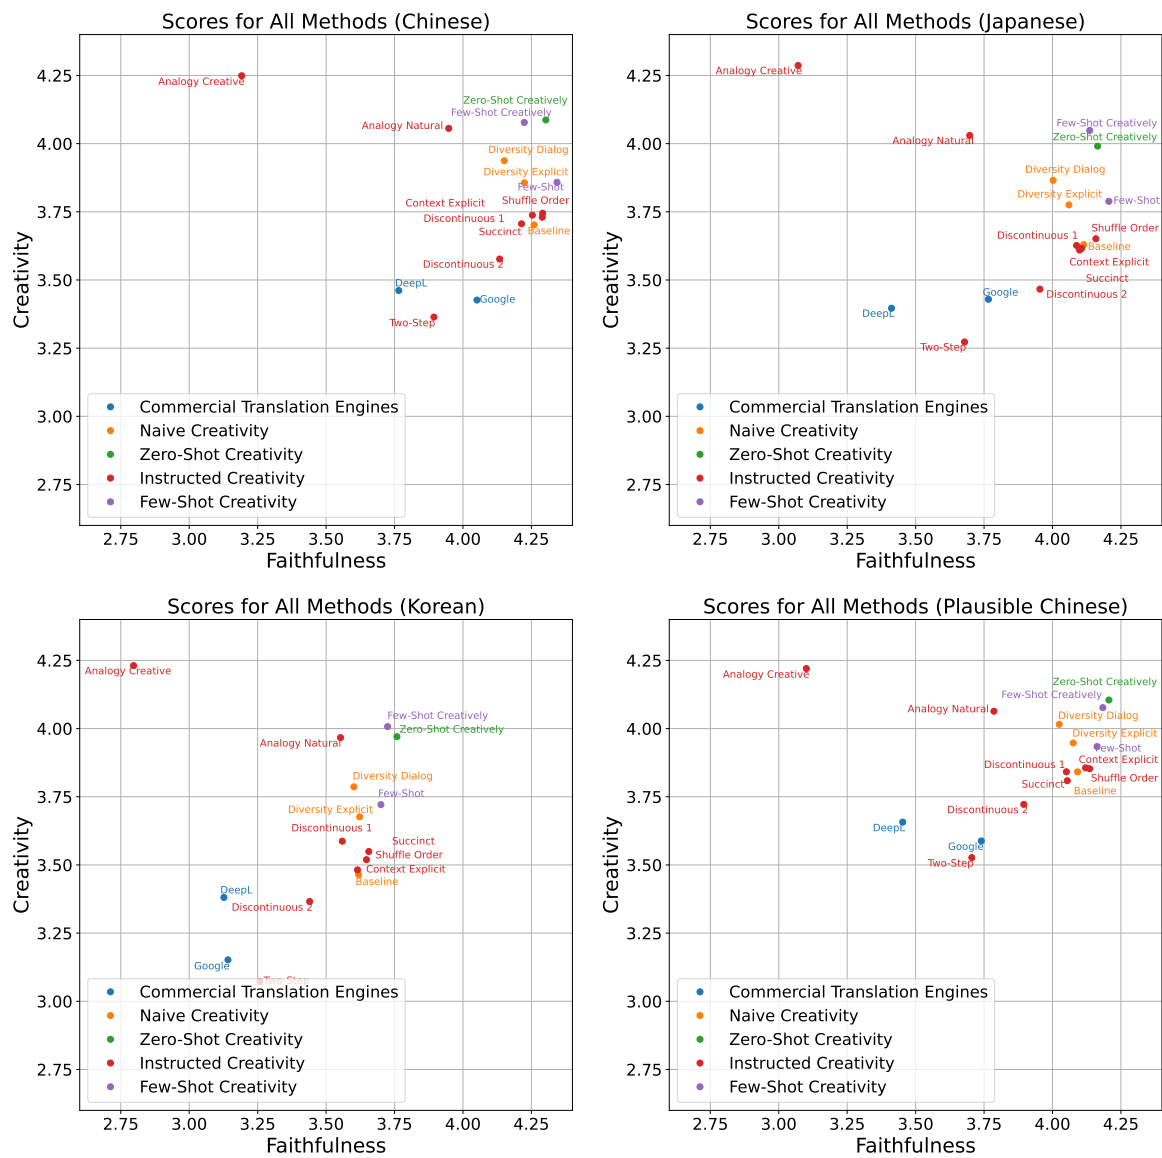 Scores for All Methods (Chinese)
Creativity
4.25
4.00
3.75
3.50
3.25
3.00
2.75
Analogy Creative
Zero-Shot Creatively
Few-Shot Creatively
Analogy Natural
Diversity Dialog
Diversity Explicit
Few-Shot
Context Explicit
Shuffle Order
Discontinuous 1
Succinct
Baseline
Discontinuous 2
DeepL
Google
Two-Step
Commercial Translation Engines
Naive Creativity
Zero-Shot Creativity
Instructed Creativity
Few-Shot Creativity
2.75 3.00 3.25 3.50 3.75 4.00 4.25
Faithfulness
Scores for All Methods (Japanese)
Creativity
4.25
4.00
3.75
3.50
3.25
3.00
2.75
Analogy Creative
Few-Shot Creatively
Zero-Shot Creatively
Analogy Natural
Diversity Dialog
Diversity Explicit
Few-Shot
Shuffle Order
Discontinuous 1
Baseline
Context Explicit
Succinct
Discontinuous 2
Google
DeepL
Two-Step
Commercial Translation Engines
Naive Creativity
Zero-Shot Creativity
Instructed Creativity
Few-Shot Creativity
2.75 3.00 3.25 3.50 3.75 4.00 4.25
Faithfulness
Scores for All Methods (Korean)
Creativity
4.25
4.00
3.75
3.50
3.25
3.00
2.75
Analogy Creative
Few-Shot Creatively
Zero-Shot Creatively
Analogy Natural
Diversity Dialog
Few-Shot
Diversity Explicit
Discontinuous 1
Succinct
Shuffle Order
Context Explicit
Baseline
DeepL
Discontinuous 2
Google
Two-Step
Commercial Translation Engines
Naive Creativity
Zero-Shot Creativity
Instructed Creativity
Few-Shot Creativity
2.75 3.00 3.25 3.50 3.75 4.00 4.25
Faithfulness
Scores for All Methods (Plausible Chinese)
Creativity
4.25
4.00
3.75
3.50
3.25
3.00
2.75
Analogy Creative
Zero-Shot Creatively
Few-Shot Creatively
Analogy Natural
Diversity Dialog
Diversity Explicit
Few-Shot
Context Explicit
Discontinuous 1
Shuffle Order
Succinct
Baseline
Discontinuous 2
DeepL
Google
Two-Step
Commercial Translation Engines
Naive Creativity
Zero-Shot Creativity
Instructed Creativity
Few-Shot Creativity
2.75 3.00 3.25 3.50 3.75 4.00 4.25
Faithfulness